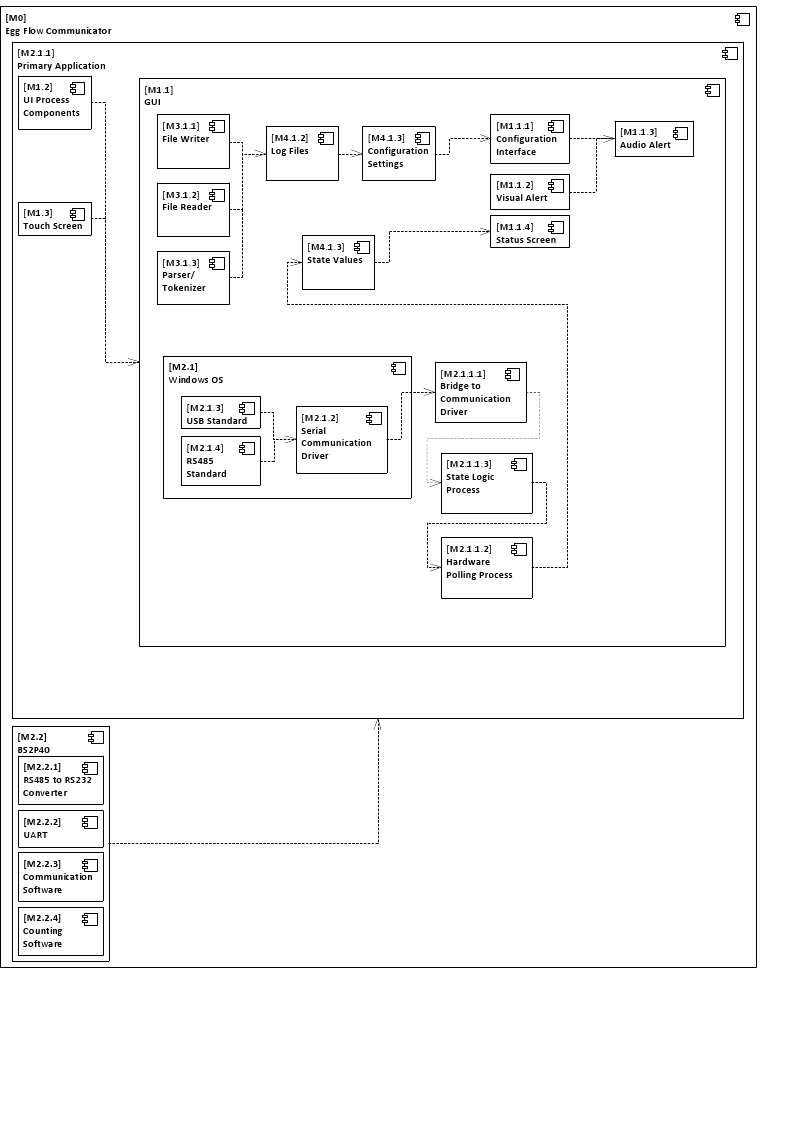 [M0]
Egg Flow Communicator
[M2.1.1]
Primary Application
[M1.2]
UI Process
Components
[M1.3]
Touch Screen
[M1.1]
GUI
[M3.1.1]
File Writer
[M3.1.2]
File Reader
[M3.1.3]
Parser/
Tokenizer
[M4.1.2]
Log Files
[M4.1.3]
Configuration
Settings
[M1.1.1]
Configuration
Interface
[M1.1.3]
Audio Alert
[M1.1.2]
Visual Alert
[M1.1.4]
Status Screen
[M4.1.3]
State Values
[M2.1]
Windows OS
[M2.1.3]
USB Standard
[M2.1.4]
RS485
Standard
[M2.1.2]
Serial
Communication
Driver
[M2.1.1.1]
Bridge to
Communication
Driver
[M2.1.1.3]
State Logic
Process
[M2.1.1.2]
Hardware
Polling Process
[M2.2]
BS2P40
[M2.2.1]
RS485 to RS232
Converter
[M2.2.2]
UART
[M2.2.3]
Communication
Software
[M2.2.4]
Counting
Software